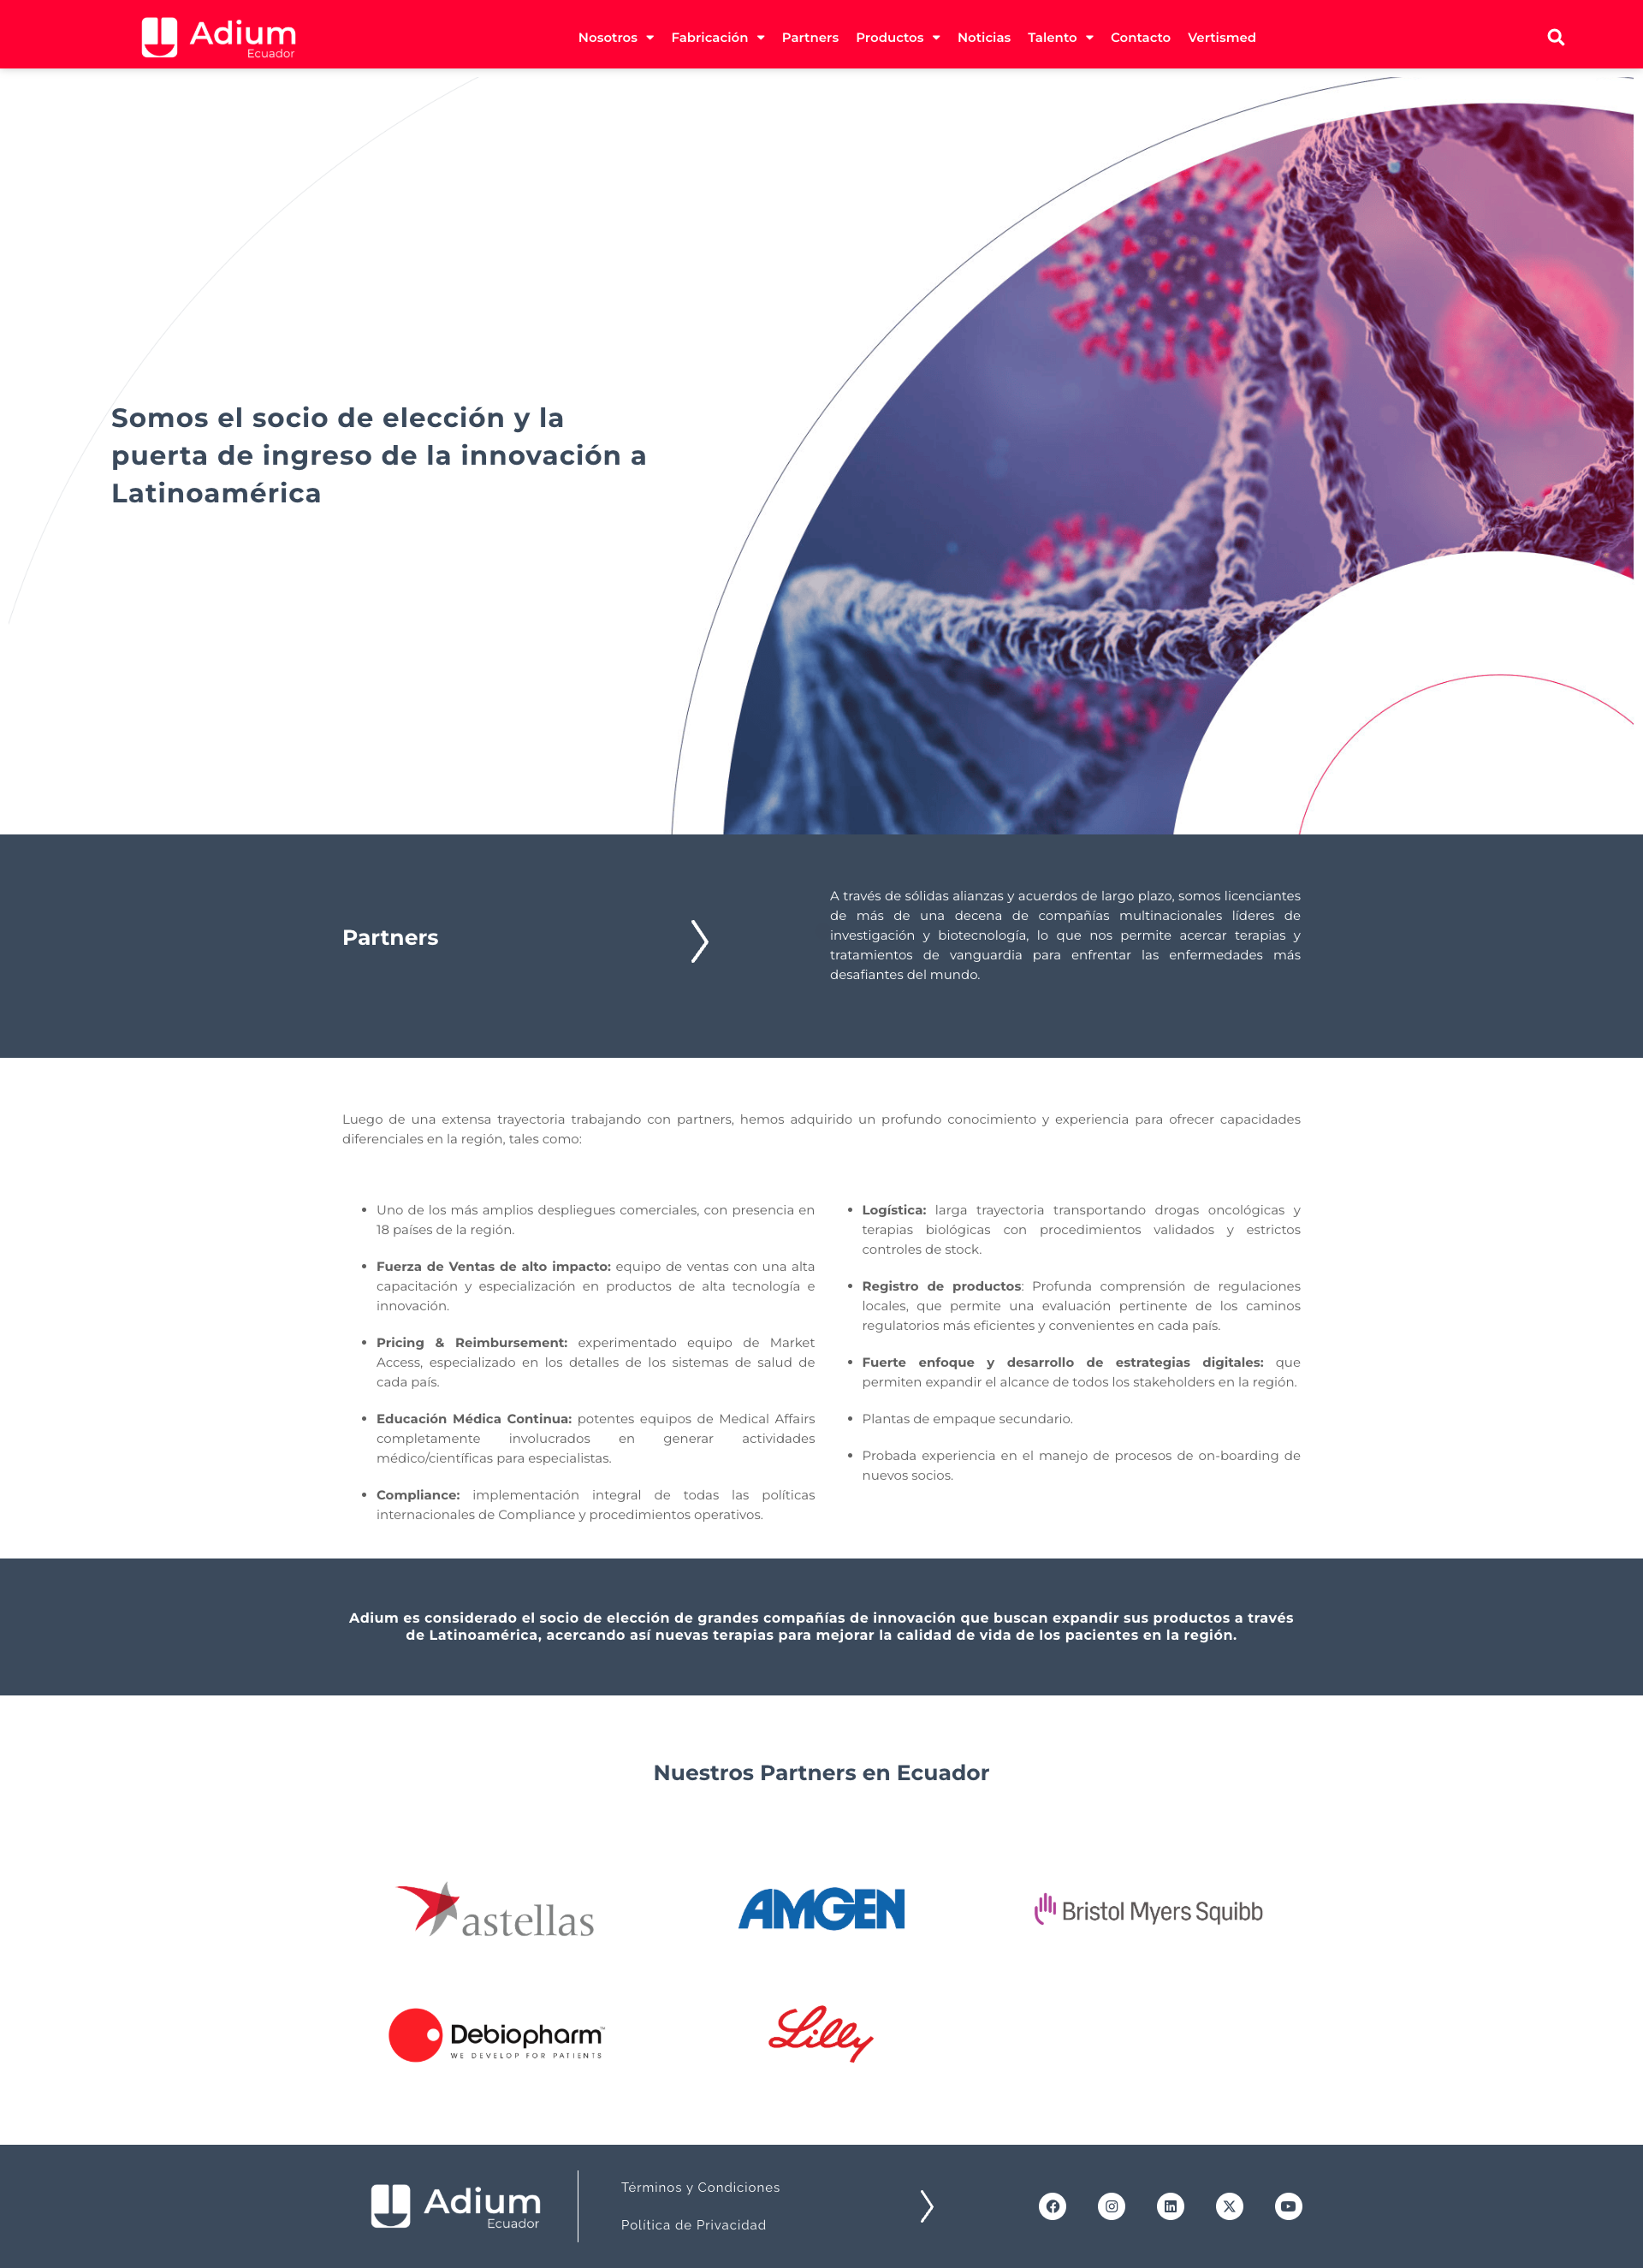 Adium
Ecuador
Nosotros
Fabricación
Partners
Productos
Noticias
Talento
Contacto
Vertismed
Somos el socio de elección y la
puerta de ingreso de la innovación a
Latinoamérica
Partners
A través de sólidas alianzas y acuerdos de largo plazo, somos licenciantes
de más de una decena de compañías multinacionales líderes de
investigación y biotecnología, lo que nos permite acercar terapias y
tratamientos de vanguardia para enfrentar las enfermedades más
desafiantes del mundo.
Luego de una extensa trayectoria trabajando con partners, hemos adquirido un profundo conocimiento y experiencia para ofrecer capacidades
diferenciales en la región, tales como:
Uno de los más amplios despliegues comerciales, con presencia en
18 países de la región.
Fuerza de Ventas de alto impacto: equipo de ventas con una alta
capacitación y especialización en productos de alta tecnología e
innovación.
Pricing & Reimbursement: experimentado equipo de Market
Access, especializado en los detalles de los sistemas de salud de
cada país.
Educación Médica Continua: potentes equipos de Medical Affairs
completamente involucrados en generar actividades
médico/científicas para especialistas.
Compliance: implementación integral de todas las políticas
internacionales de Compliance y procedimientos operativos.
Logística: larga trayectoria transportando drogas oncológicas y
terapias biológicas con procedimientos validados y estrictos
controles de stock.
Registro de productos: Profunda comprensión de regulaciones
locales, que permite una evaluación pertinente de los caminos
regulatorios más eficientes y convenientes en cada país.
Fuerte enfoque y desarrollo de estrategias digitales: que
permiten expandir el alcance de todos los stakeholders en la región.
Plantas de empaque secundario.
Probada experiencia en el manejo de procesos de on-boarding de
nuevos socios.
Adium es considerado el socio de elección de grandes compañías de innovación que buscan expandir sus productos a través
de Latinoamérica, acercando así nuevas terapias para mejorar la calidad de vida de los pacientes en la región.
Nuestros Partners en Ecuador
astellas
AMGEN
Bristol Myers Squibb
Debiopharm™
WE DEVELOP FOR PATIENTS
Lilly
Adium
Ecuador
Términos y Condiciones
Política de Privacidad